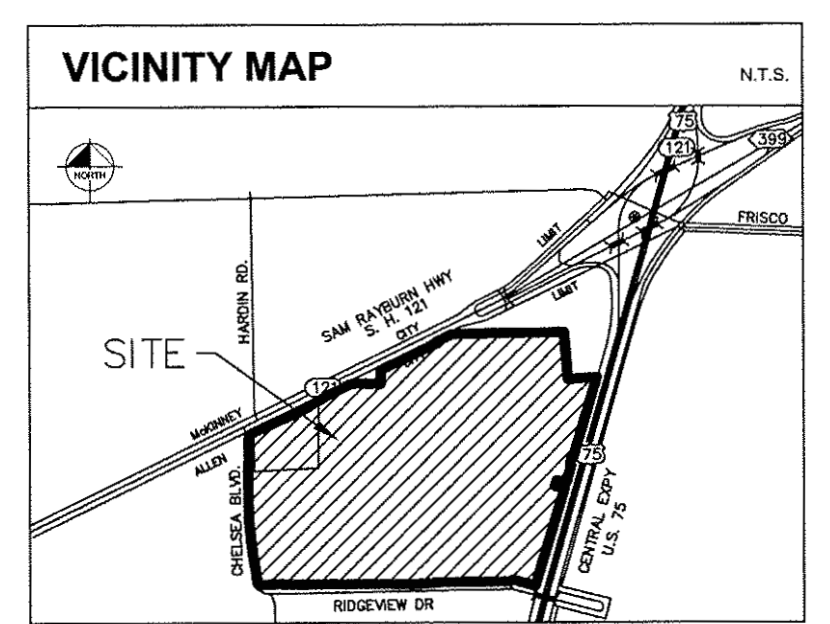 VICINITY MAP
N.T.S.
75
121
399
NORTH
FRISCO
LIMIT
HARDIN RD.
SAM RAYBURN HWY
S. H. 121
LIMIT
CITY
SITE
121
McKINNEY
ALLEN
75
CHELSEA BLVD.
CENTRAL EXPY
U.S. 75
RIDGEVIEW DR